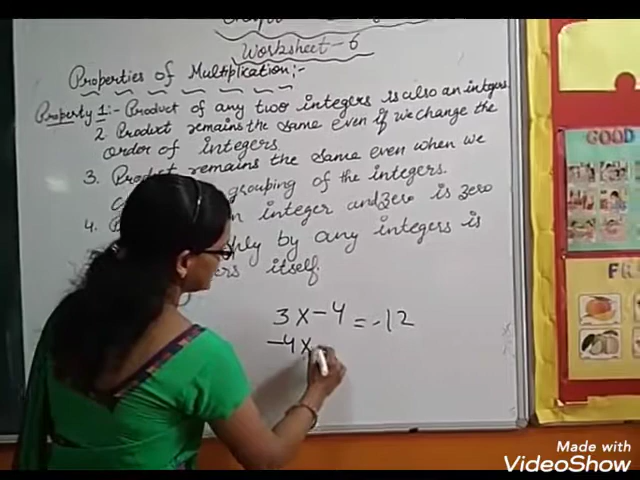 Worksheet-6
Properties of Multiplication:-
Property 1:- Product of any two integers is also an intgers
2. Product remains the same even if we change the
order of integers.
3. Product remains the same even when we
grouping of the integers.
4. integer and zero is zero
by any integers is
itself.
3 x - 4 = -12
-4 x
GOOD
FR
Made with
VideoShow